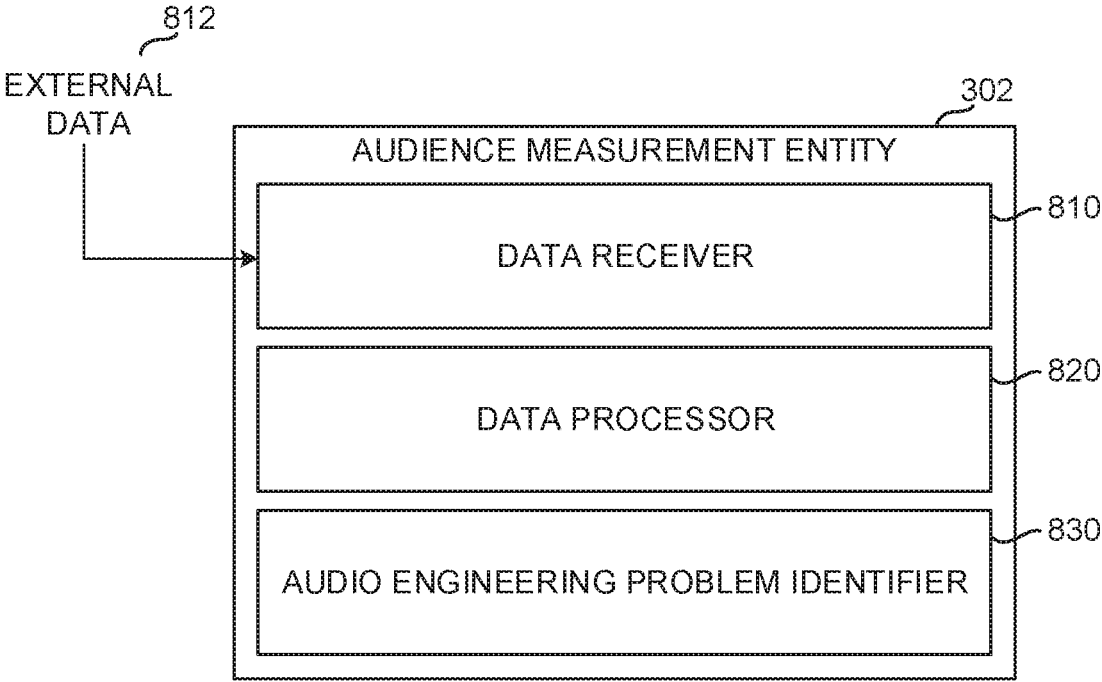 812
EXTERNAL
DATA
302
AUDIENCE MEASUREMENT ENTITY
810
DATA RECEIVER
820
DATA PROCESSOR
830
AUDIO ENGINEERING PROBLEM IDENTIFIER